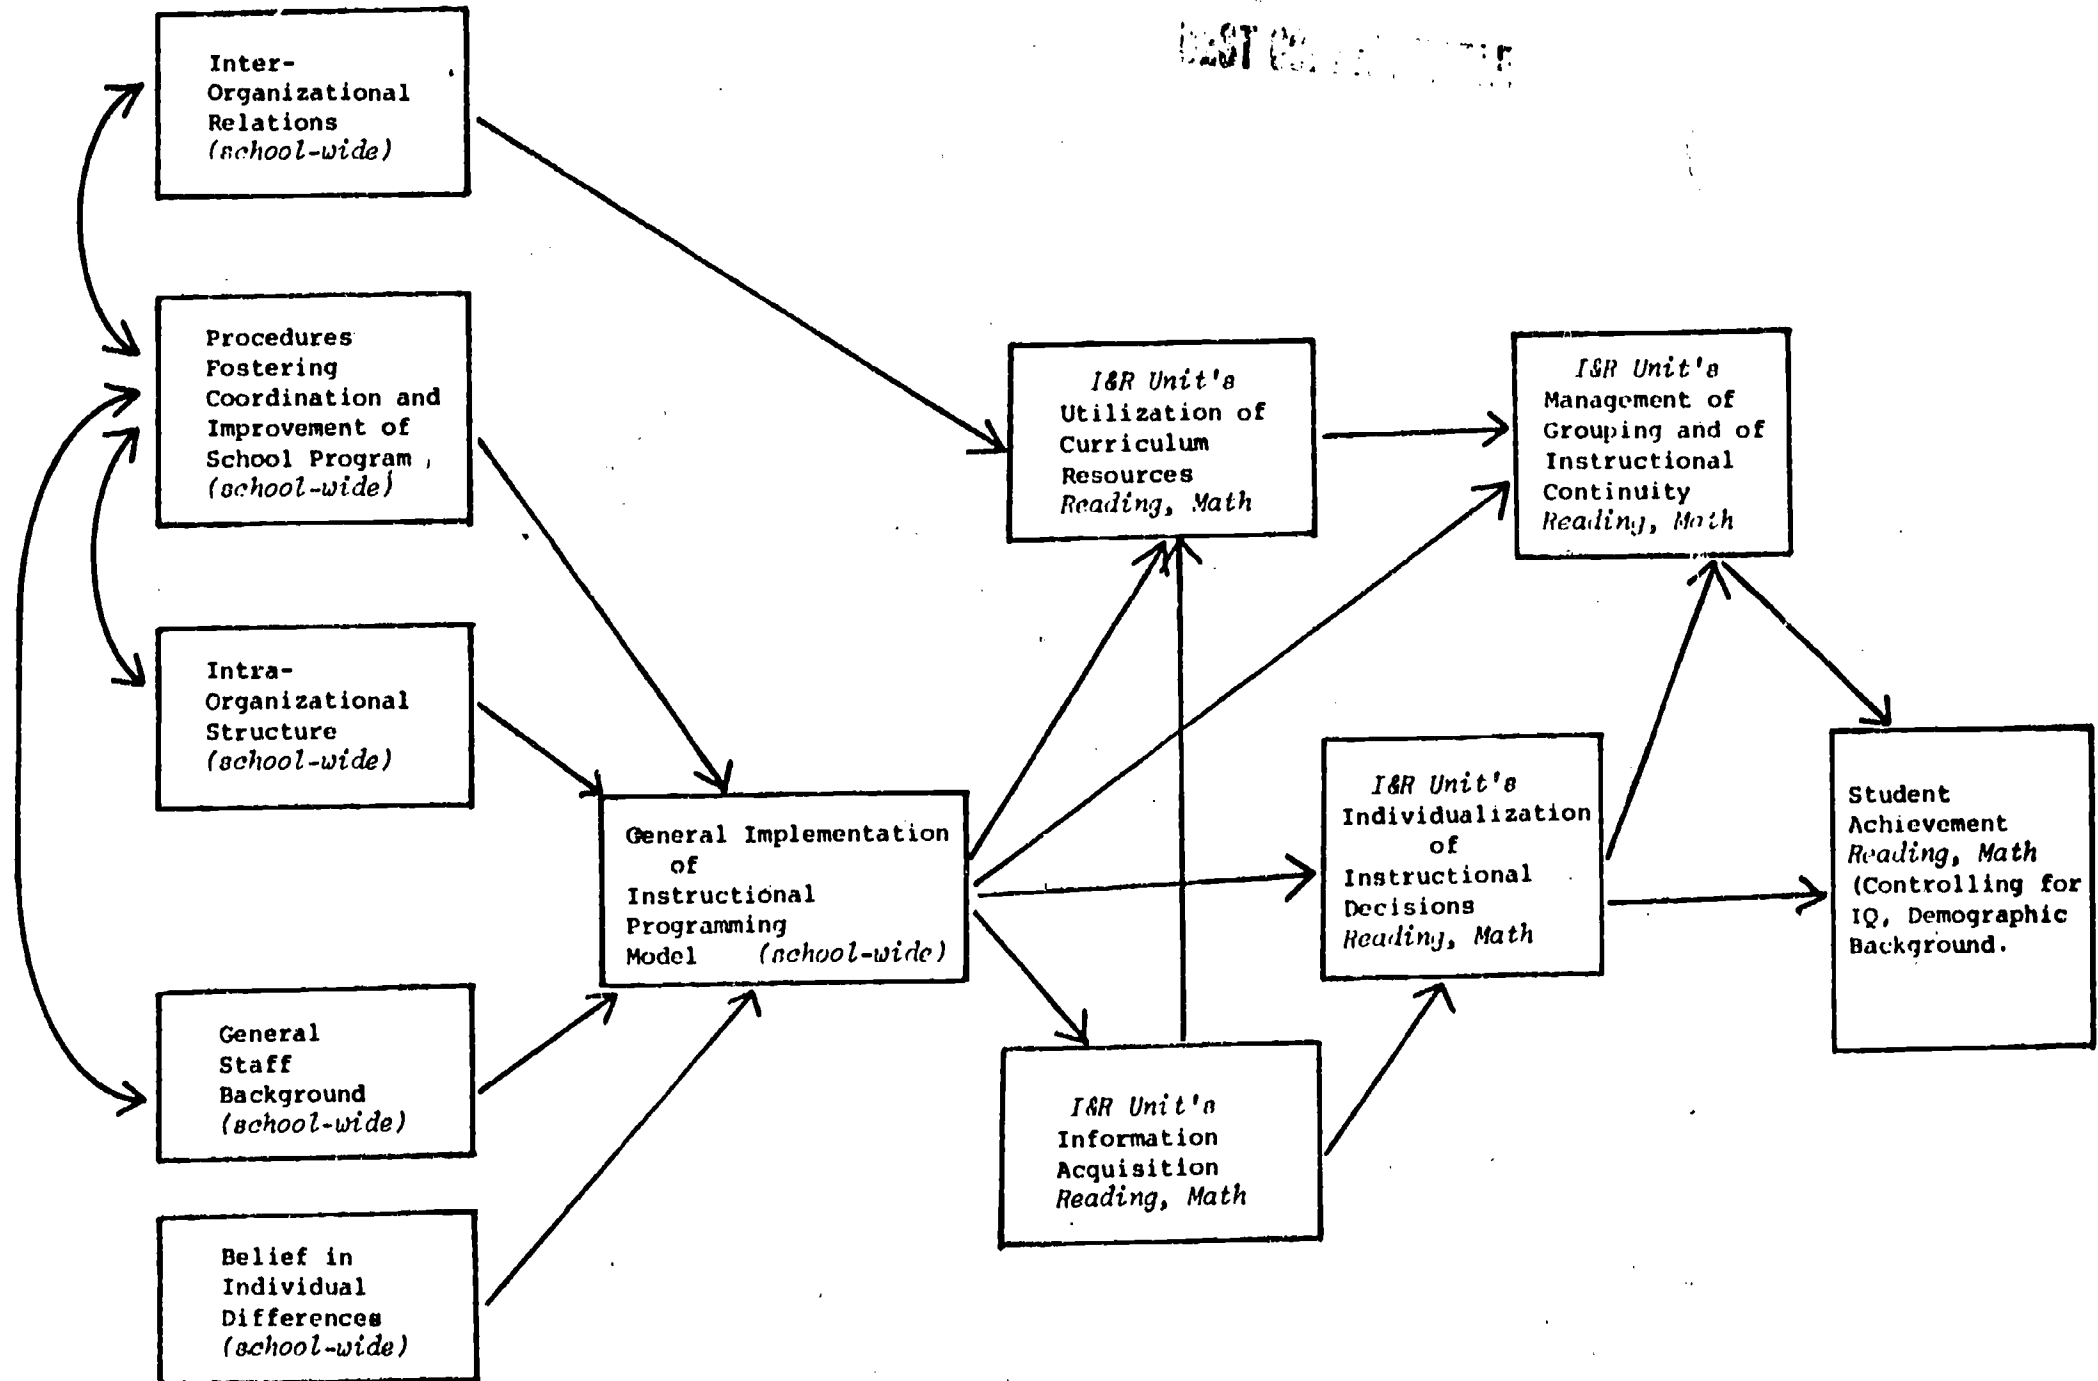 Inter-
Organizational
Relations
(school-wide)
Procedures
Fostering
Coordination and
Improvement of
School Program
(school-wide)
Intra-
Organizational
Structure
(school-wide)
General
Staff
Background
(school-wide)
Belief in
Individual
Differences
(school-wide)
General Implementation
of
Instructional
Programming
Model (school-wide)
I&R Unit's
Utilization of
Curriculum
Resources
Reading, Math
I&R Unit's
Information
Acquisition
Reading, Math
I&R Unit's
Management of
Grouping and of
Instructional
Continuity
Reading, Math
I&R Unit's
Individualization
of
Instructional
Decisions
Reading, Math
Student
Achievement
Reading, Math
(Controlling for
IQ, Demographic
Background.